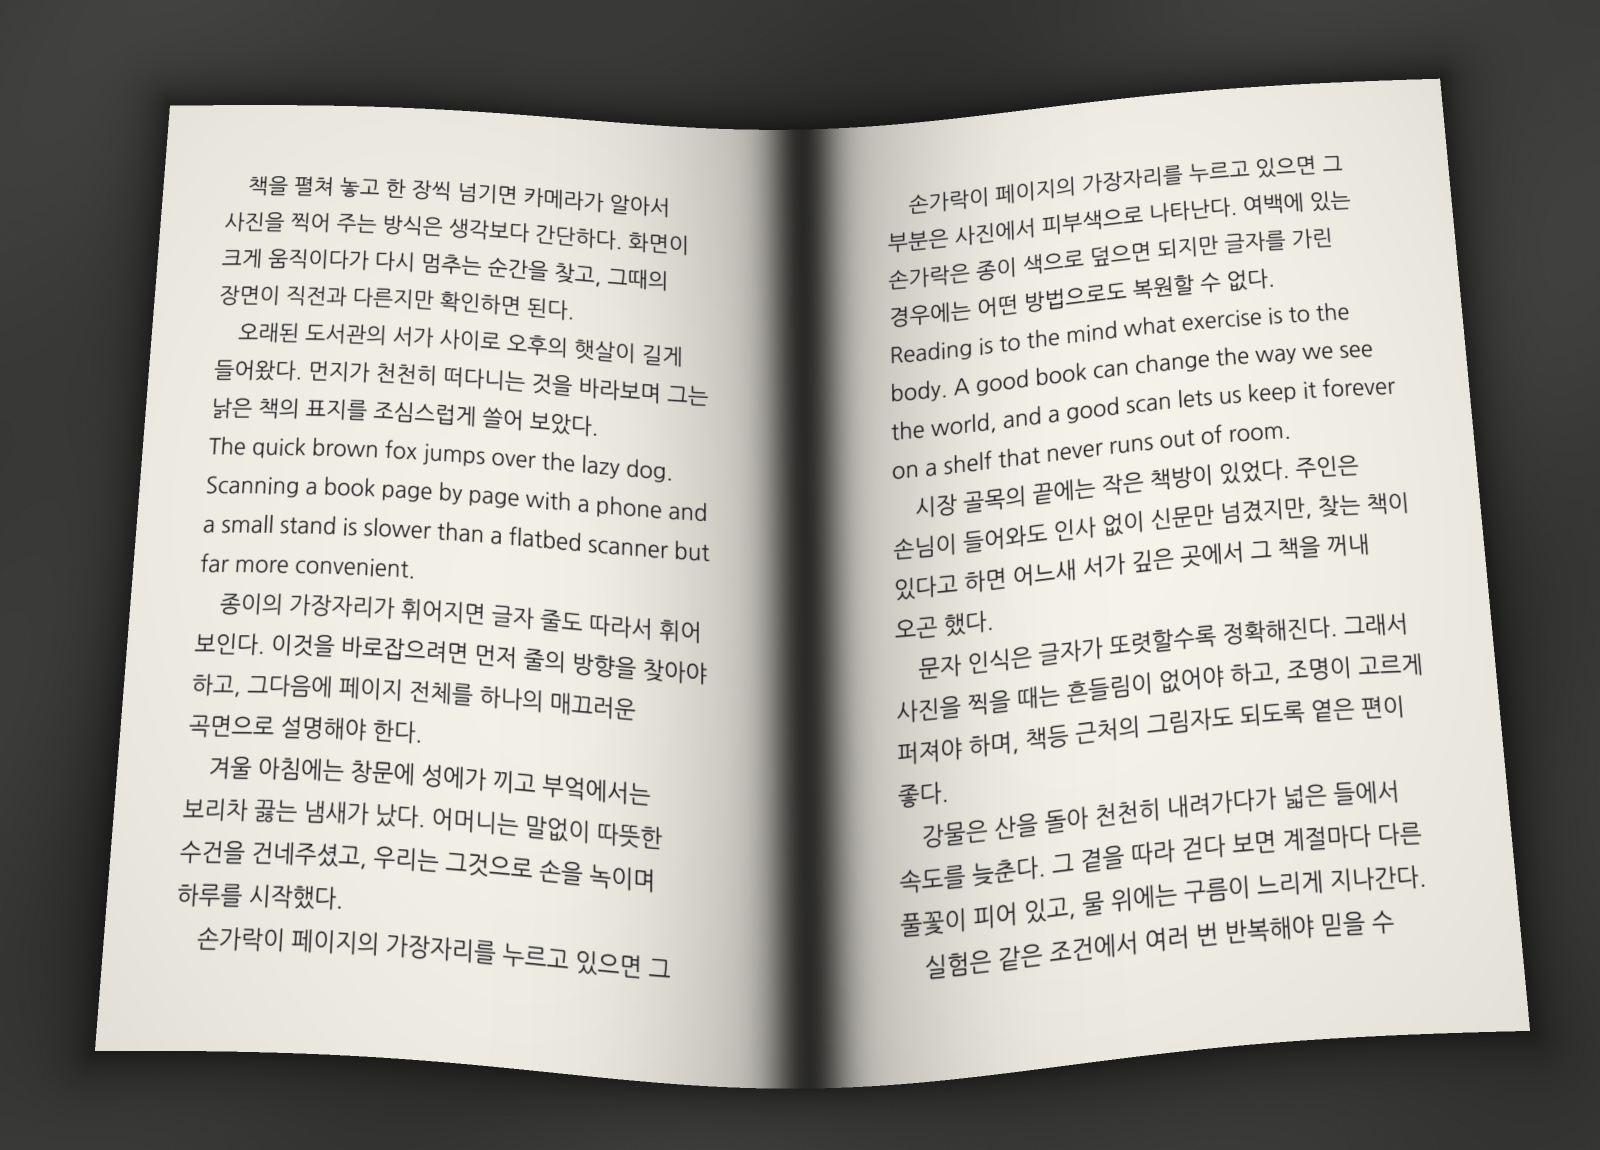 책을 펼쳐 놓고 한 장씩 넘기면 카메라가 알아서
사진을 찍어 주는 방식은 생각보다 간단하다. 화면이
크게 움직이다가 다시 멈추는 순간을 찾고, 그때의
장면이 직전과 다른지만 확인하면 된다.
오래된 도서관의 서가 사이로 오후의 햇살이 길게
들어왔다. 먼지가 천천히 떠다니는 것을 바라보며 그는
낡은 책의 표지를 조심스럽게 쓸어 보았다.
The quick brown fox jumps over the lazy dog.
Scanning a book page by page with a phone and
a small stand is slower than a flatbed scanner but
far more convenient.
종이의 가장자리가 휘어지면 글자 줄도 따라서 휘어
보인다. 이것을 바로잡으려면 먼저 줄의 방향을 찾아야
하고, 그다음에 페이지 전체를 하나의 매끄러운
곡면으로 설명해야 한다.
겨울 아침에는 창문에 성에가 끼고 부엌에서는
보리차 끓는 냄새가 났다. 어머니는 말없이 따뜻한
수건을 건네주셨고, 우리는 그것으로 손을 녹이며
하루를 시작했다.
손가락이 페이지의 가장자리를 누르고 있으면 그
손가락이 페이지의 가장자리를 누르고 있으면 그
부분은 사진에서 피부색으로 나타난다. 여백에 있는
손가락은 종이 색으로 덮으면 되지만 글자를 가린
경우에는 어떤 방법으로도 복원할 수 없다.
Reading is to the mind what exercise is to the
body. A good book can change the way we see
the world, and a good scan lets us keep it forever
on a shelf that never runs out of room.
시장 골목의 끝에는 작은 책방이 있었다. 주인은
손님이 들어와도 인사 없이 신문만 넘겼지만, 찾는 책이
있다고 하면 어느새 서가 깊은 곳에서 그 책을 꺼내
오곤 했다.
문자 인식은 글자가 또렷할수록 정확해진다. 그래서
사진을 찍을 때는 흔들림이 없어야 하고, 조명이 고르게
퍼져야 하며, 책등 근처의 그림자도 되도록 옅은 편이
좋다.
강물은 산을 돌아 천천히 내려가다가 넓은 들에서
속도를 늦춘다. 그 곁을 따라 걷다 보면 계절마다 다른
풀꽃이 피어 있고, 물 위에는 구름이 느리게 지나간다.
실험은 같은 조건에서 여러 번 반복해야 믿을 수